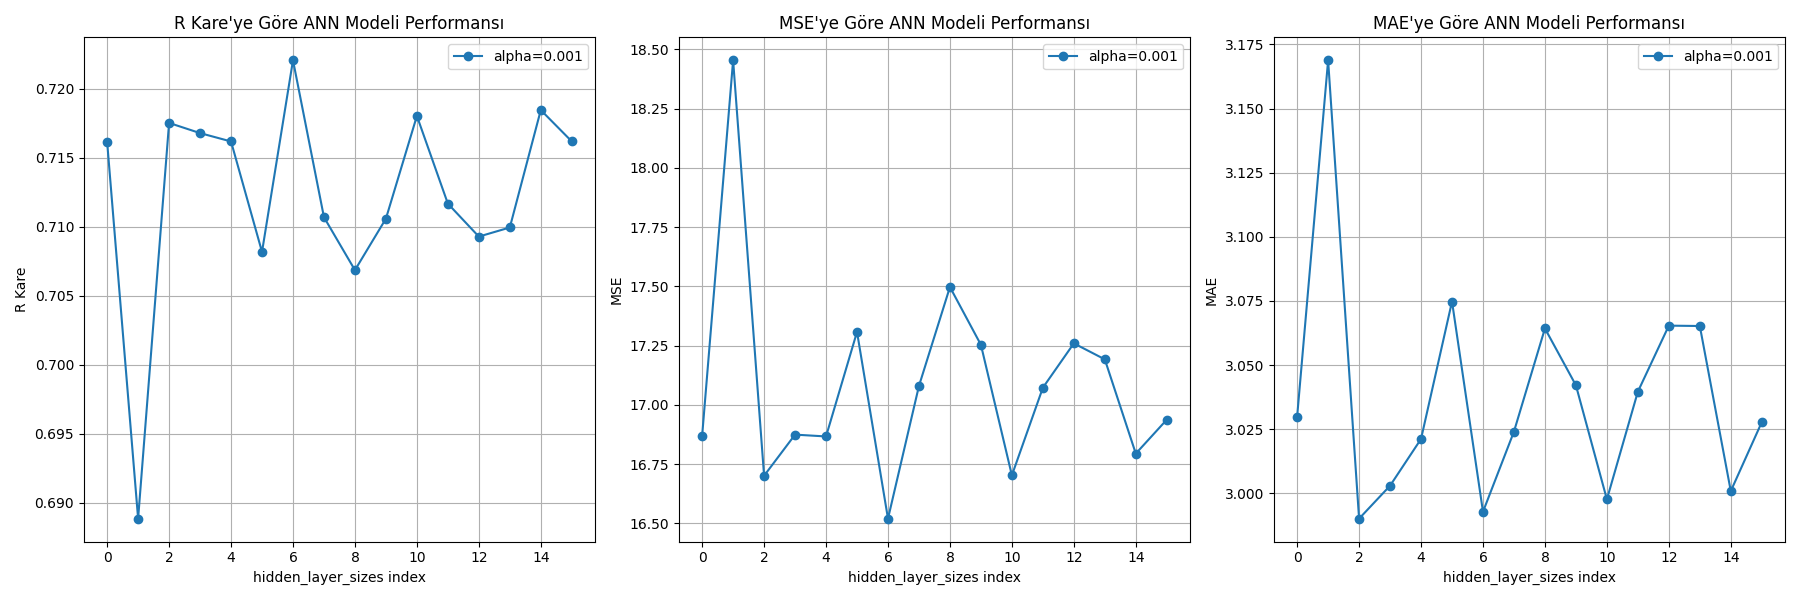 R Kare'ye Göre ANN Modeli Performansı
alpha=0.001
R Kare
0.720
0.715
0.710
0.705
0.700
0.695
0.690
0 2 4 6 8 10 12 14
hidden_layer_sizes index
MSE'ye Göre ANN Modeli Performansı
alpha=0.001
MSE
18.50
18.25
18.00
17.75
17.50
17.25
17.00
16.75
16.50
0 2 4 6 8 10 12 14
hidden_layer_sizes index
MAE'ye Göre ANN Modeli Performansı
alpha=0.001
MAE
3.175
3.150
3.125
3.100
3.075
3.050
3.025
3.000
0 2 4 6 8 10 12 14
hidden_layer_sizes index